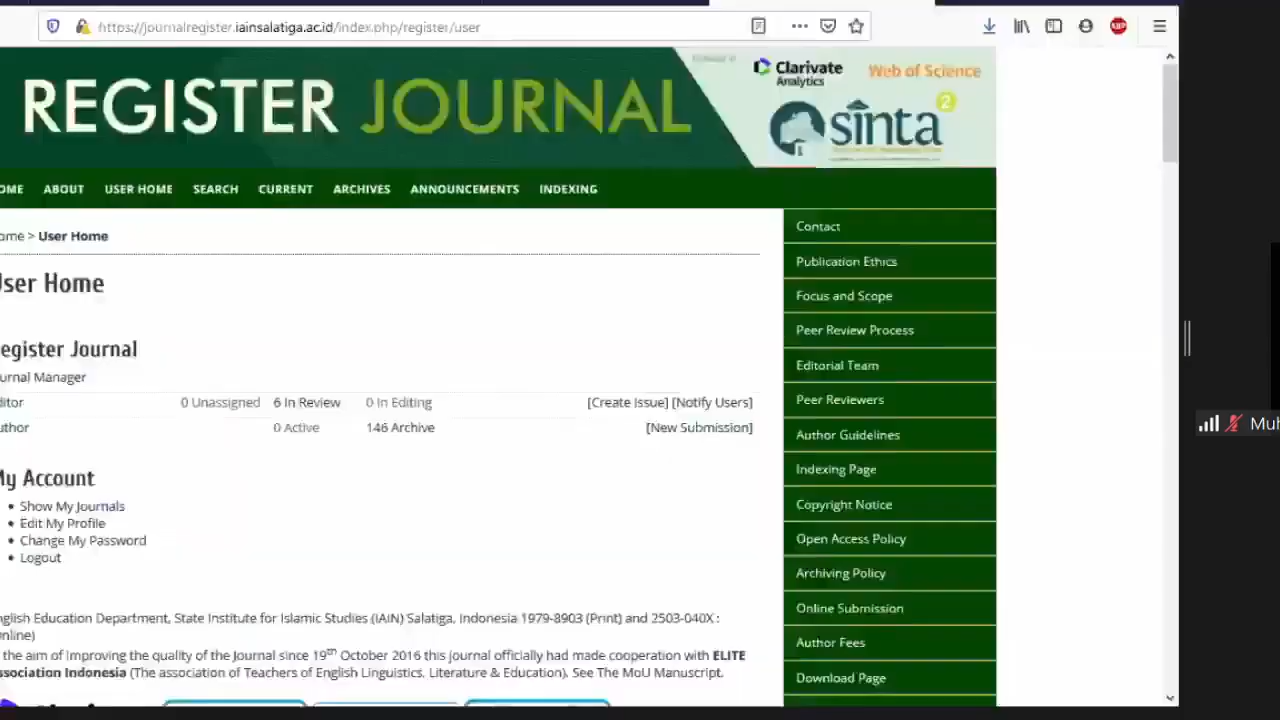 https://journalregister.iainsalatiga.ac.id/index.php/register/user
REGISTER JOURNAL
Clarivate
Analytics
Web of Science
sinta
2
OME ABOUT USER HOME SEARCH CURRENT ARCHIVES ANNOUNCEMENTS INDEXING
ome > User Home
ser Home
egister Journal
urnal Manager
ditor 0 Unassigned 6 In Review 0 In Editing [Create Issue] [Notify Users]
uthor 0 Active 146 Archive [New Submission]
My Account
Show My Journals
Edit My Profile
Change My Password
Logout
nglish Education Department, State Institute for Islamic Studies (IAIN) Salatiga, Indonesia 1979-8903 (Print) and 2503-040X :
nline)
the aim of Improving the quality of the Journal since 19th October 2016 this journal officially had made cooperation with ELITE
ssociation Indonesia (The association of Teachers of English Linguistics, Literature & Education). See The MoU Manuscript.
Contact
Publication Ethics
Focus and Scope
Peer Review Process
Editorial Team
Peer Reviewers
Author Guidelines
Indexing Page
Copyright Notice
Open Access Policy
Archiving Policy
Online Submission
Author Fees
Download Page
ABP
Muh